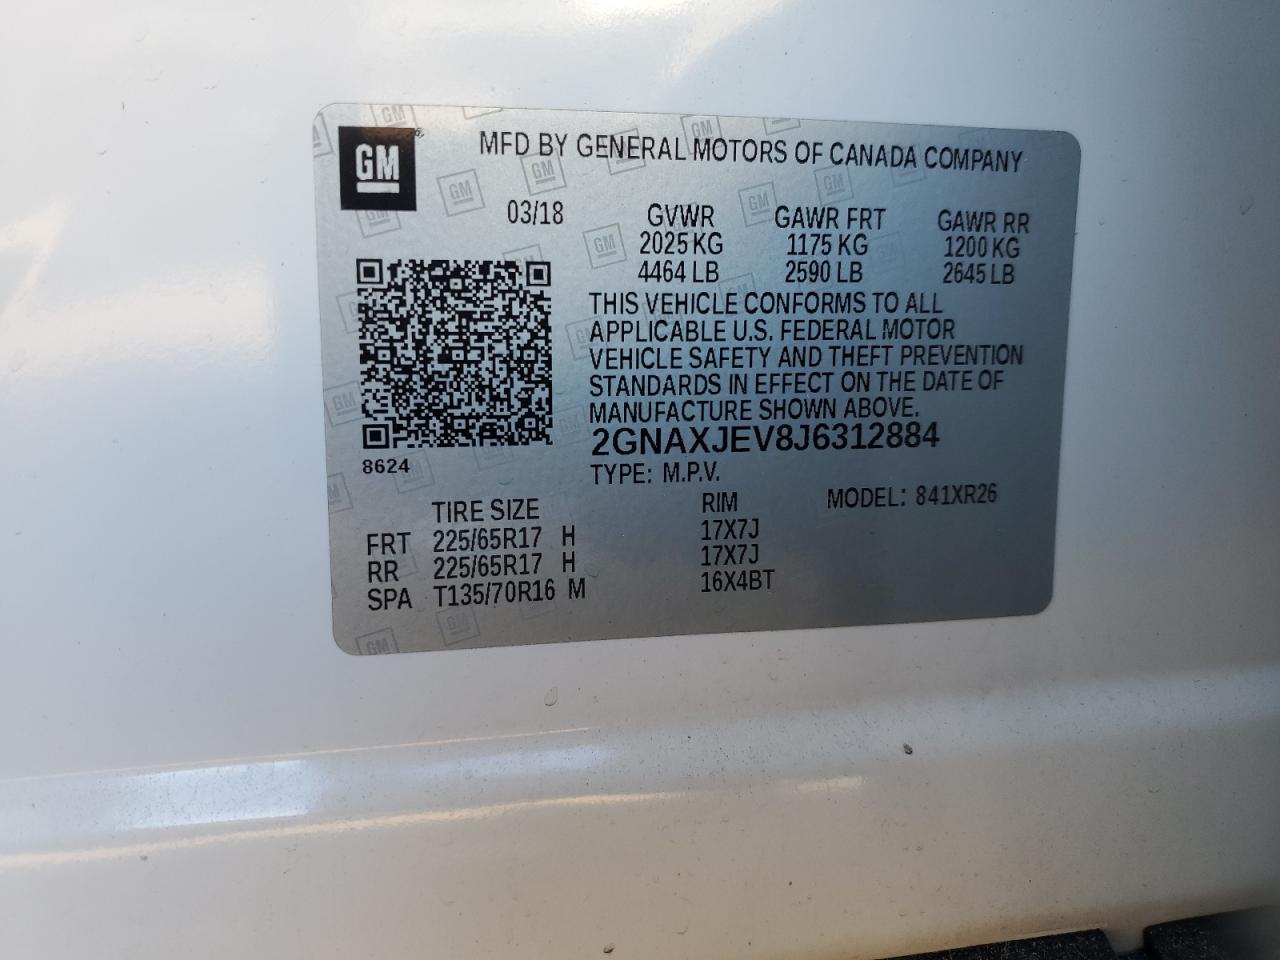 GM
MFD BY GENERAL MOTORS OF CANADA COMPANY
03/18 GVWR GAWR FRT GAWR RR
2025 KG 1175 KG 1200 KG
4464 LB 2590 LB 2645 LB
THIS VEHICLE CONFORMS TO ALL
APPLICABLE U.S. FEDERAL MOTOR
VEHICLE SAFETY AND THEFT PREVENTION
STANDARDS IN EFFECT ON THE DATE OF
MANUFACTURE SHOWN ABOVE.
2GNAXJEV8J6312884
8624
TYPE: M.P.V.
TIRE SIZE RIM MODEL: 841XR26
FRT 225/65R17 H 17X7J
RR 225/65R17 H 17X7J
SPA T135/70R16 M 16X4BT